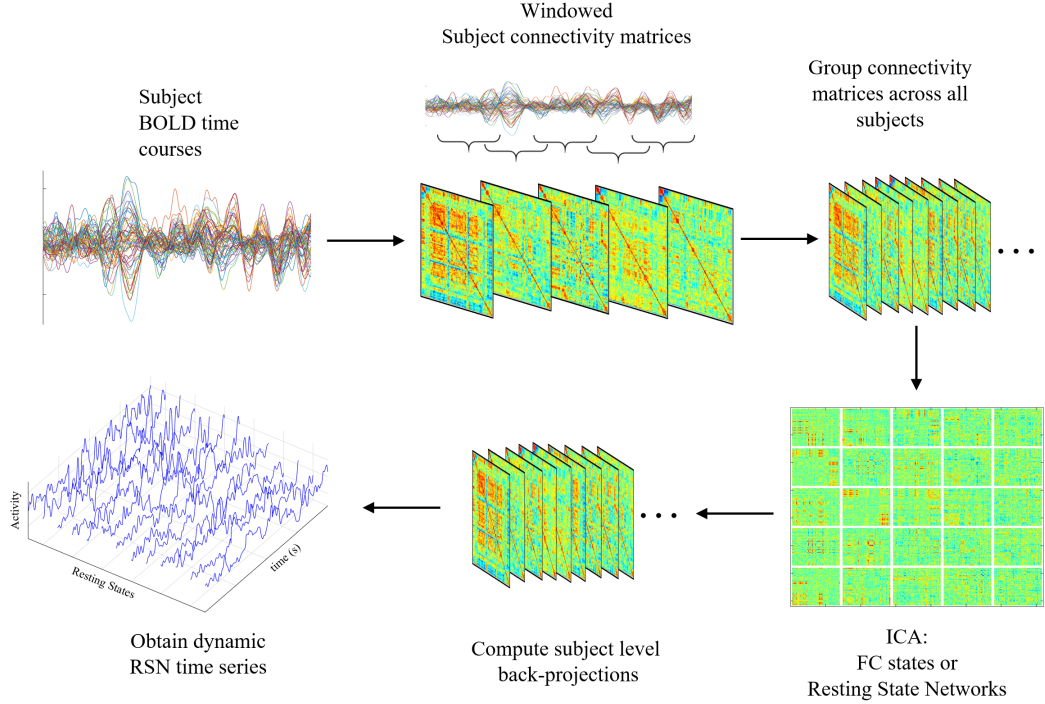 Windowed
Subject connectivity matrices
Subject
BOLD time
courses
Group connectivity
matrices across all
subjects
Activity
Resting States
time (s)
Obtain dynamic
RSN time series
Compute subject level
back-projections
ICA:
FC states or
Resting State Networks